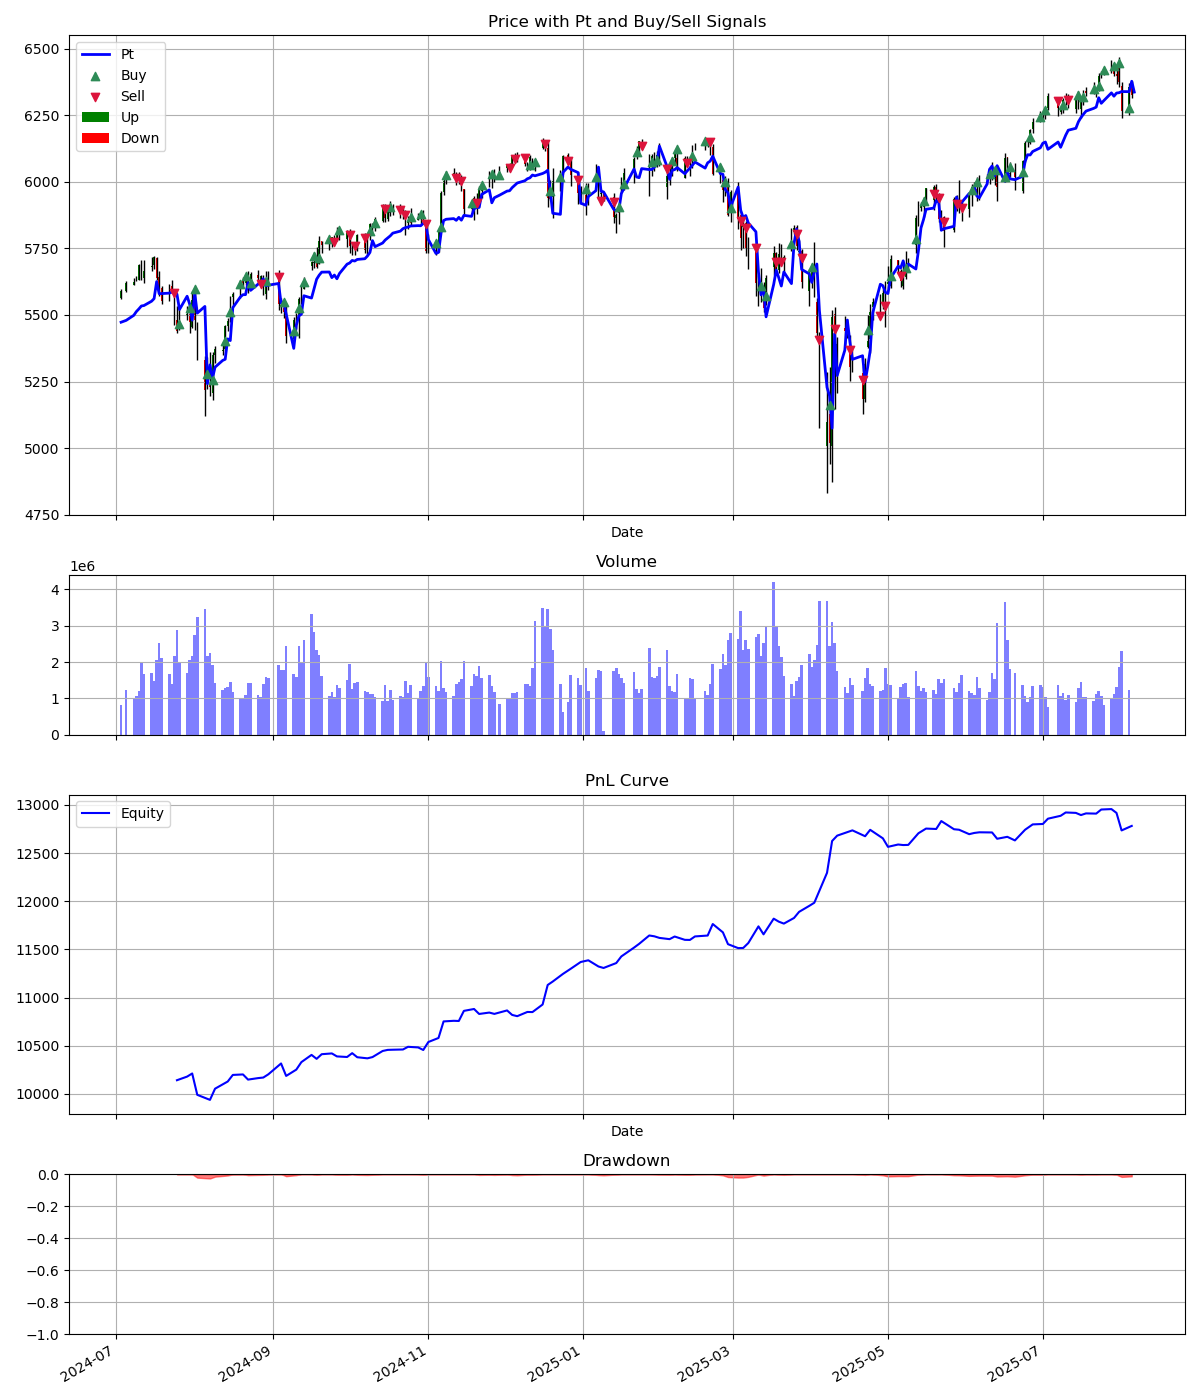 Price with Pt and Buy/Sell Signals
6500
6250
6000
5750
5500
5250
5000
4750
Pt
Buy
Sell
Up
Down
Date
Volume
1e6
4
3
2
1
0
PnL Curve
13000
12500
12000
11500
11000
10500
10000
Equity
Date
Drawdown
0.0
−0.2
−0.4
−0.6
−0.8
−1.0
2024-07
2024-09
2024-11
2025-01
2025-03
2025-05
2025-07